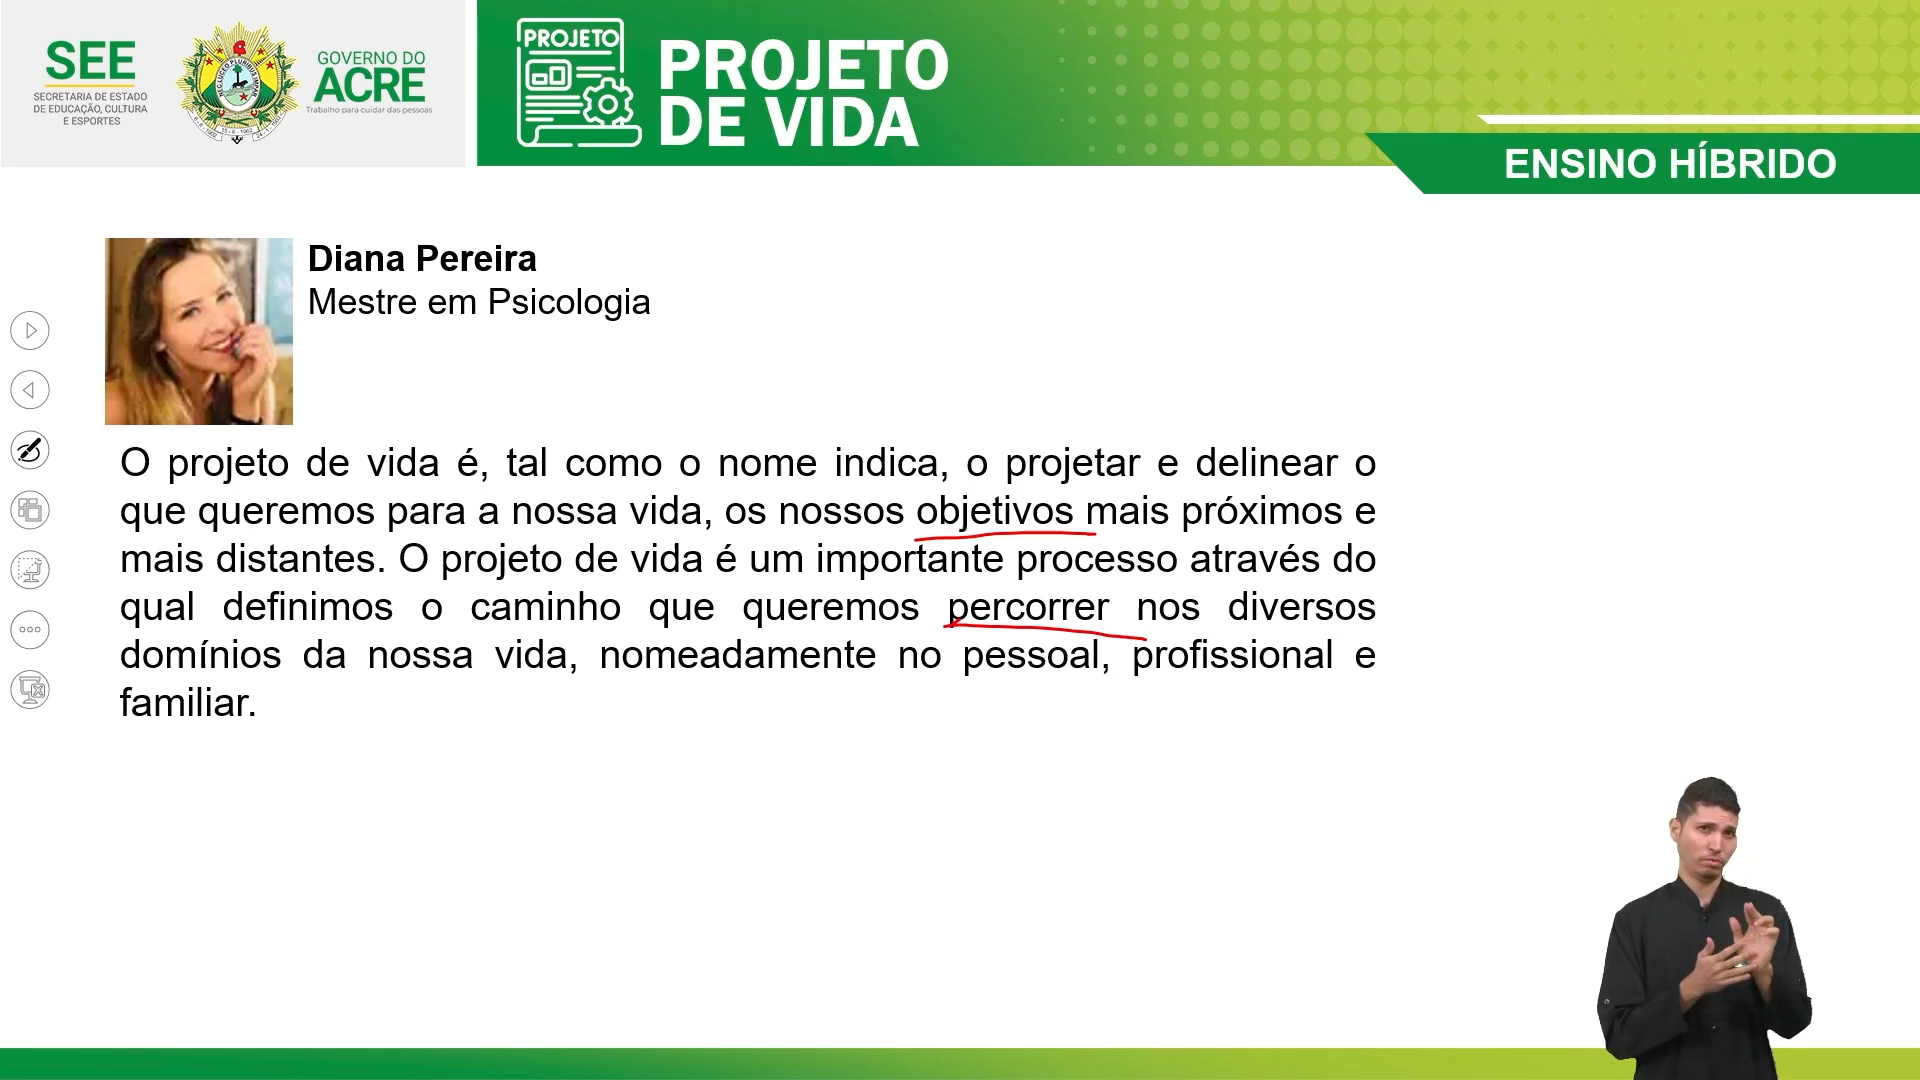 SEE
SECRETARIA DE ESTADO
DE EDUCAÇÃO, CULTURA
E ESPORTES
GOVERNO DO
ACRE
Trabalho para cuidar das pessoas
PROJETO
PROJETO
DE VIDA
ENSINO HÍBRIDO
Diana Pereira
Mestre em Psicologia
O projeto de vida é, tal como o nome indica, o projetar e delinear o
que queremos para a nossa vida, os nossos objetivos mais próximos e
mais distantes. O projeto de vida é um importante processo através do
qual definimos o caminho que queremos percorrer nos diversos
domínios da nossa vida, nomeadamente no pessoal, profissional e
familiar.